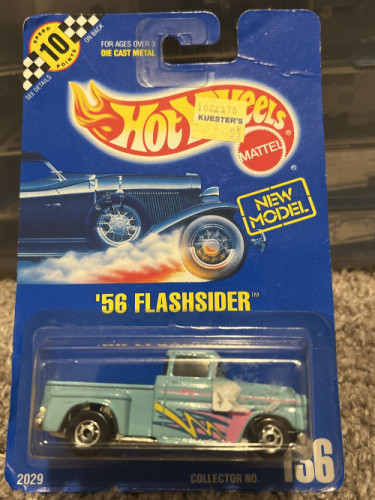 SPEED
10
POINTS
ON BACK
SEE DETAILS
FOR AGES OVER 3
DIE CAST METAL
Hot Wheels
KUESTER'S
MATTEL
NEW
MODEL
'56 FLASHSIDER™
2029
COLLECTOR NO.
156